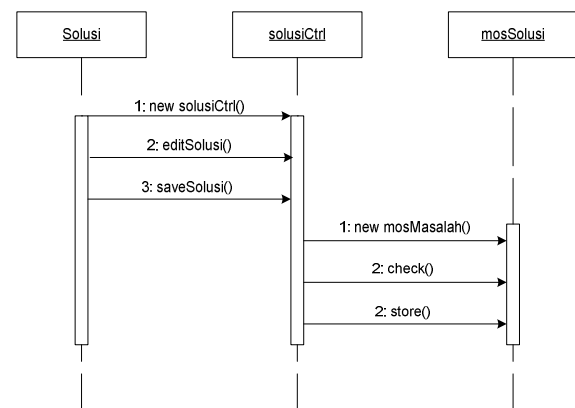 Solusi
solusiCtrl
mosSolusi
1: new solusiCtrl()
2: editSolusi()
3: saveSolusi()
1: new mosMasalah()
2: check()
2: store()